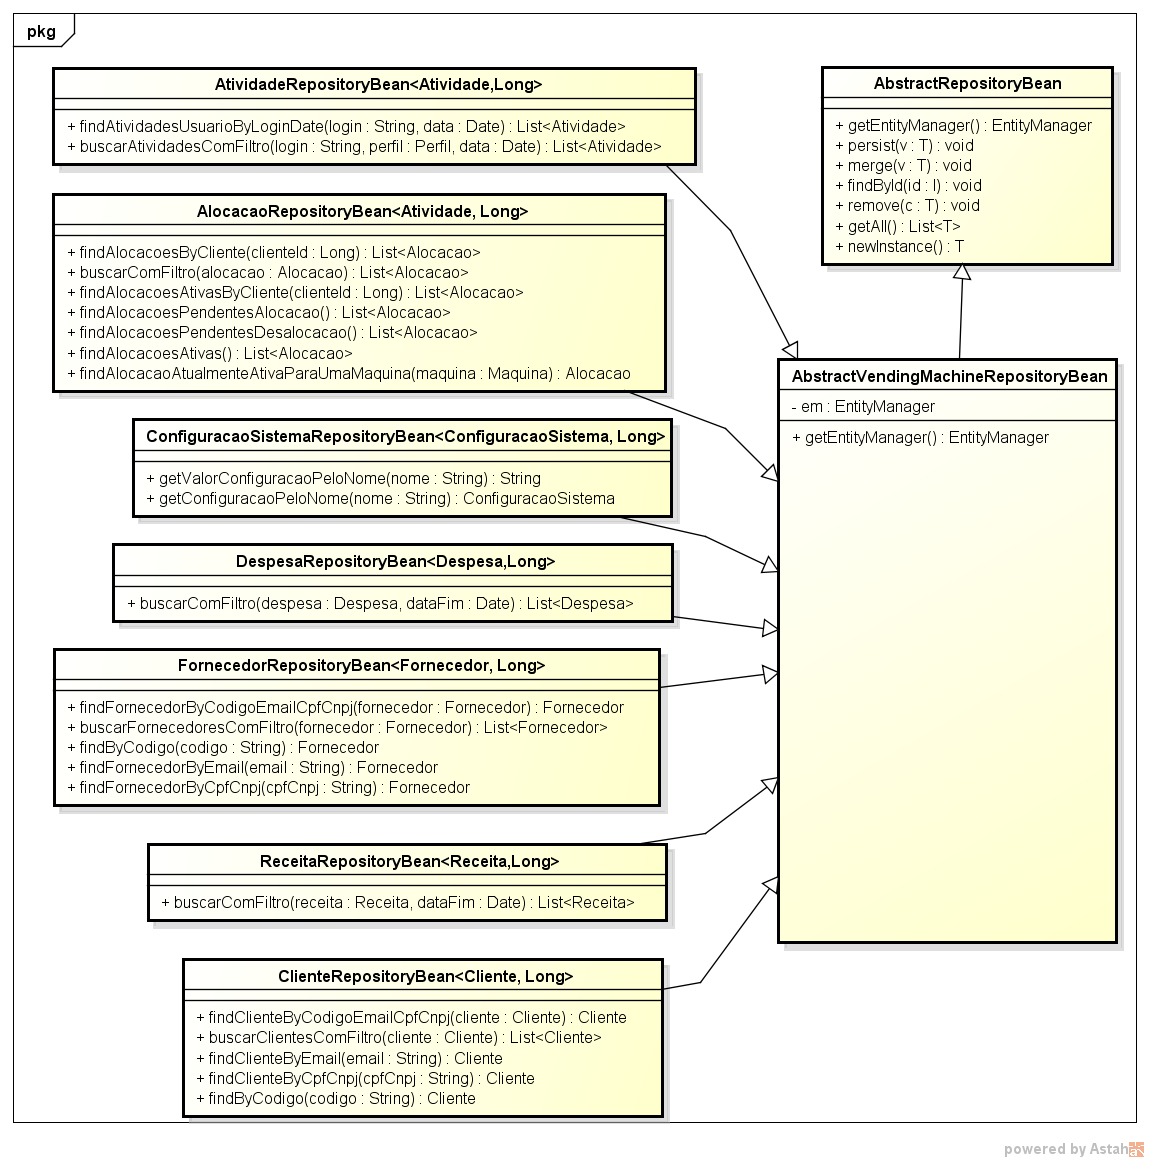 pkg
AtividadeRepositoryBean<Atividade,Long>
+ findAtividadesUsuarioByLoginDate(login : String, data : Date) : List<Atividade>
+ buscarAtividadesComFiltro(login : String, perfil : Perfil, data : Date) : List<Atividade>
AbstractRepositoryBean
+ getEntityManager() : EntityManager
+ persist(v : T) : void
+ merge(v : T) : void
+ findById(id : I) : void
+ remove(c : T) : void
+ getAll() : List<T>
+ newInstance() : T
AlocacaoRepositoryBean<Atividade, Long>
+ findAlocacoesByCliente(clienteId : Long) : List<Alocacao>
+ buscarComFiltro(alocacao : Alocacao) : List<Alocacao>
+ findAlocacoesAtivasByCliente(clienteId : Long) : List<Alocacao>
+ findAlocacoesPendentesAlocacao() : List<Alocacao>
+ findAlocacoesPendentesDesalocacao() : List<Alocacao>
+ findAlocacoesAtivas() : List<Alocacao>
+ findAlocacaoAtualmenteAtivaParaUmaMaquina(maquina : Maquina) : Alocacao
AbstractVendingMachineRepositoryBean
- em : EntityManager
+ getEntityManager() : EntityManager
ConfiguracaoSistemaRepositoryBean<ConfiguracaoSistema, Long>
+ getValorConfiguracaoPeloNome(nome : String) : String
+ getConfiguracaoPeloNome(nome : String) : ConfiguracaoSistema
DespesaRepositoryBean<Despesa,Long>
+ buscarComFiltro(despesa : Despesa, dataFim : Date) : List<Despesa>
FornecedorRepositoryBean<Fornecedor, Long>
+ findFornecedorByCodigoEmailCpfCnpj(fornecedor : Fornecedor) : Fornecedor
+ buscarFornecedoresComFiltro(fornecedor : Fornecedor) : List<Fornecedor>
+ findByCodigo(codigo : String) : Fornecedor
+ findFornecedorByEmail(email : String) : Fornecedor
+ findFornecedorByCpfCnpj(cpfCnpj : String) : Fornecedor
ReceitaRepositoryBean<Receita,Long>
+ buscarComFiltro(receita : Receita, dataFim : Date) : List<Receita>
ClienteRepositoryBean<Cliente, Long>
+ findClienteByCodigoEmailCpfCnpj(cliente : Cliente) : Cliente
+ buscarClientesComFiltro(cliente : Cliente) : List<Cliente>
+ findClienteByEmail(email : String) : Cliente
+ findClienteByCpfCnpj(cpfCnpj : String) : Cliente
+ findByCodigo(codigo : String) : Cliente
powered by Astah